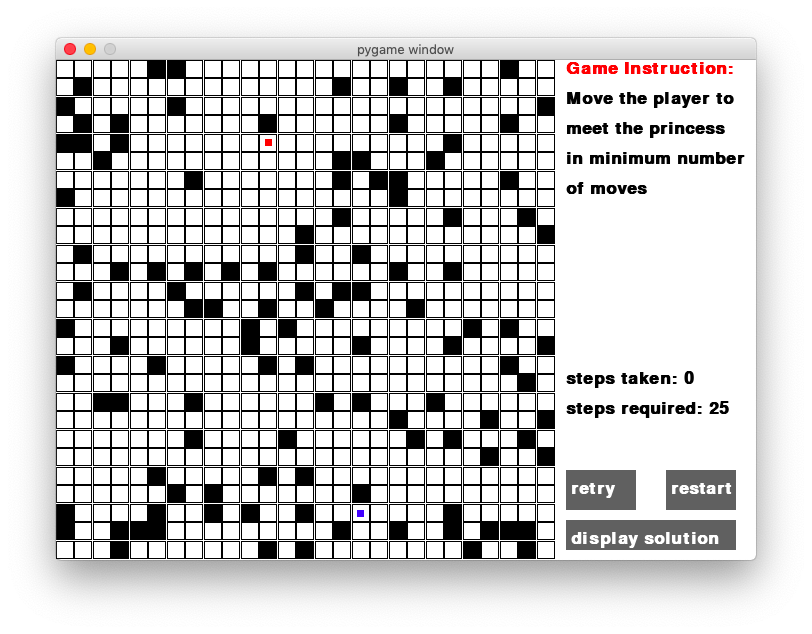 pygame window
Game Instruction:
Move the player to
meet the princess
in minimum number
of moves
steps taken: 0
steps required: 25
retry
restart
display solution